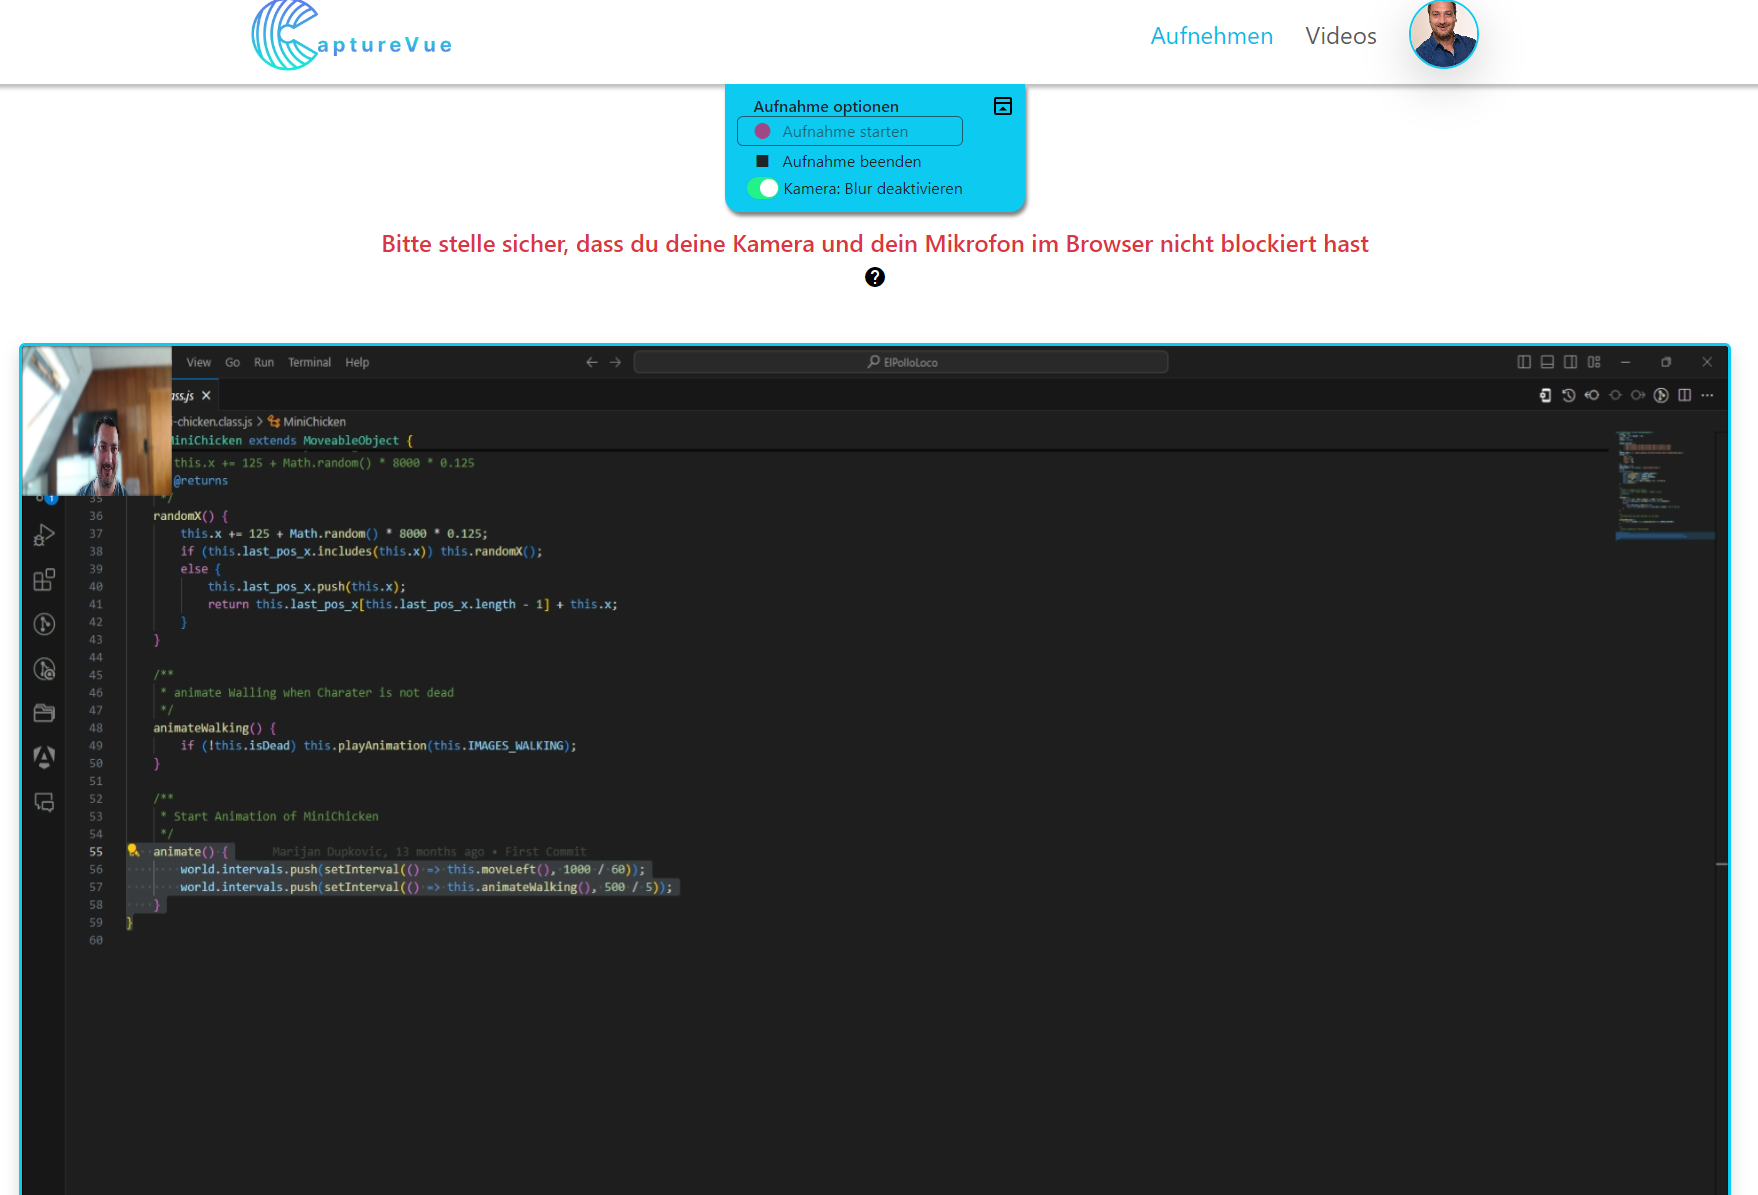 CaptureVue
Aufnehmen
Videos
Aufnahme optionen
Aufnahme starten
Aufnahme beenden
Kamera: Blur deaktivieren
Bitte stelle sicher, dass du deine Kamera und dein Mikrofon im Browser nicht blockiert hast
?
View Go Run Terminal Help
ElPolloLoco
ass.js
-chicken.class.js > MiniChicken
MiniChicken extends MoveableObject {
this.x += 125 + Math.random() * 8000 * 0.125
@returns
1
35 */
36 randomX() {
37 this.x += 125 + Math.random() * 8000 * 0.125;
38 if (this.last_pos_x.includes(this.x)) this.randomX();
39 else {
40 this.last_pos_x.push(this.x);
41 return this.last_pos_x[this.last_pos_x.length - 1] + this.x;
42 }
43 }
44
45 /**
46 * animate Walling when Charater is not dead
47 */
48 animateWalking() {
49 if (!this.isDead) this.playAnimation(this.IMAGES_WALKING);
50 }
51
52 /**
53 * Start Animation of MiniChicken
54 */
55 animate() { Marijan Dupkovic, 13 months ago • First Commit
56 world.intervals.push(setInterval(() => this.moveLeft(), 1000 / 60));
57 world.intervals.push(setInterval(() => this.animateWalking(), 500 / 5));
58 }
59 }
60